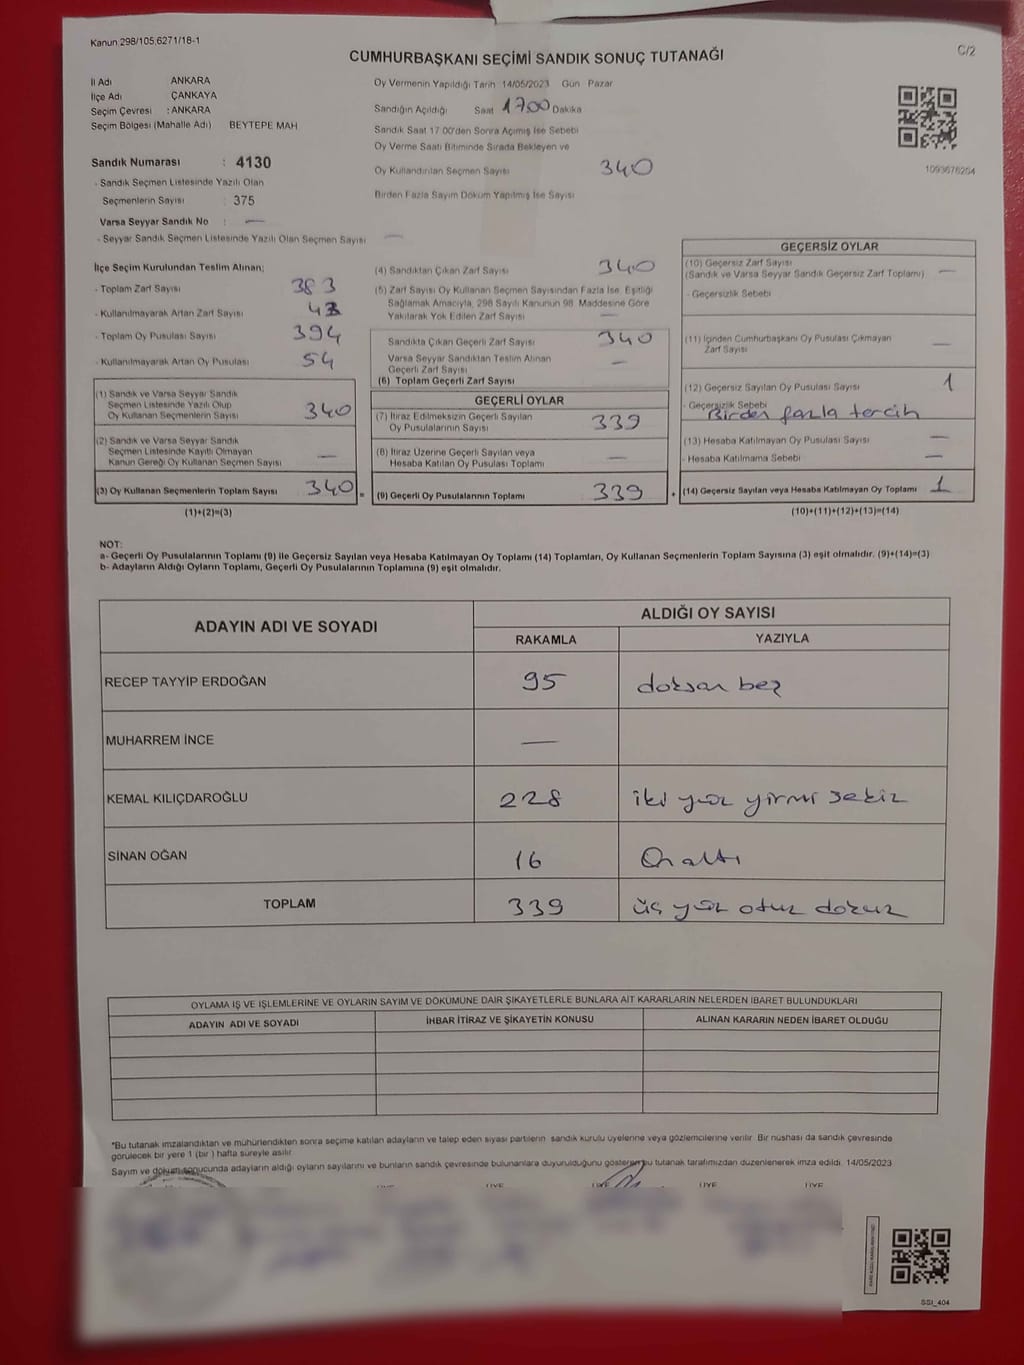 Kanun 298/105,6271/18-1
C/2
CUMHURBAŞKANI SEÇİMİ SANDIK SONUÇ TUTANAĞI
İl Adı ANKARA
İlçe Adı ÇANKAYA
Seçim Çevresi : ANKARA
Seçim Bölgesi (Mahalle Adı) BEYTEPE MAH
Sandık Numarası : 4130
- Sandık Seçmen Listesinde Yazılı Olan
Seçmenlerin Sayısı : 375
Varsa Seyyar Sandık No : —
- Seyyar Sandık Seçmen Listesinde Yazılı Olan Seçmen Sayısı —
Oy Vermenin Yapıldığı Tarih 14/05/2023 Gün Pazar
Sandığın Açıldığı Saat 17.00 Dakika
Sandık Saat 17 00'den Sonra Açımış İse Sebebi
Oy Verme Saati Bitiminde Sırada Bekleyen ve
Oy Kullandırılan Seçmen Sayısı 340
Birden Fazla Sayım Döküm Yapılmış İse Sayısı
1093676204
İlçe Seçim Kurulundan Teslim Alınan;
- Toplam Zarf Sayısı 383
- Kullanılmayarak Artan Zarf Sayısı 43
- Toplam Oy Pusulası Sayısı 394
- Kullanılmayarak Artan Oy Pusulası 54
(1) Sandık ve Varsa Seyyar Sandık
Seçmen Listesinde Yazılı Olup
Oy Kullanan Seçmenlerin Sayısı 340
(2) Sandık ve Varsa Seyyar Sandık
Seçmen Listesinde Kayıtlı Olmayan
Kanun Gereği Oy Kullanan Seçmen Sayısı —
(3) Oy Kullanan Seçmenlerin Toplam Sayısı 340 =
(1)+(2)=(3)
(4) Sandıktan Çıkan Zarf Sayısı 340
(5) Zarf Sayısı Oy Kullanan Seçmen Sayısından Fazla İse, Eşitliği
Sağlamak Amacıyla, 298 Sayılı Kanunun 98. Maddesine Göre
Yakılarak Yok Edilen Zarf Sayısı —
Sandıkta Çıkan Geçerli Zarf Sayısı 340
Varsa Seyyar Sandıktan Teslim Alınan
Geçerli Zarf Sayısı —
(6) Toplam Geçerli Zarf Sayısı
GEÇERLİ OYLAR
(7) İtiraz Edilmeksizin Geçerli Sayılan
Oy Pusulalarının Sayısı 339
(8) İtiraz Üzerine Geçerli Sayılan veya
Hesaba Katılan Oy Pusulası Toplamı —
(9) Geçerli Oy Pusulalarının Toplamı 339 +
GEÇERSİZ OYLAR
(10) Geçersiz Zarf Sayısı
(Sandık ve Varsa Seyyar Sandık Geçersiz Zarf Toplamı) —
- Geçersizlik Sebebi
(11) İçinden Cumhurbaşkanı Oy Pusulası Çıkmayan
Zarf Sayısı —
(12) Geçersiz Sayılan Oy Pusulası Sayısı 1
- Geçersizlik Sebebi
Birden fazla tercih
(13) Hesaba Katılmayan Oy Pusulası Sayısı —
- Hesaba Katılmama Sebebi —
(14) Geçersiz Sayılan veya Hesaba Katılmayan Oy Toplamı 1
(10)+(11)+(12)+(13)=(14)
NOT:
a- Geçerli Oy Pusulalarının Toplamı (9) ile Geçersiz Sayılan veya Hesaba Katılmayan Oy Toplamı (14) Toplamları, Oy Kullanan Seçmenlerin Toplam Sayısına (3) eşit olmalıdır. (9)+(14)=(3)
b- Adayların Aldığı Oyların Toplamı, Geçerli Oy Pusulalarının Toplamına (9) eşit olmalıdır.
ADAYIN ADI VE SOYADI
ALDIĞI OY SAYISI
RAKAMLA YAZIYLA
RECEP TAYYİP ERDOĞAN 95 doksan beş
MUHARREM İNCE —
KEMAL KILIÇDAROĞLU 228 iki yüz yirmi sekiz
SİNAN OĞAN 16 On altı
TOPLAM 339 üç yüz otuz dokuz
OYLAMA İŞ VE İŞLEMLERİNE VE OYLARIN SAYIM VE DÖKÜMÜNE DAİR ŞİKAYETLERLE BUNLARA AİT KARARLARIN NELERDEN İBARET BULUNDUKLARI
ADAYIN ADI VE SOYADI İHBAR İTİRAZ VE ŞİKAYETİN KONUSU ALINAN KARARIN NEDEN İBARET OLDUĞU
*Bu tutanak imzalandıktan ve mühürlendikten sonra seçime katılan adayların ve talep eden siyasi partilerin sandık kurulu üyelerine veya gözlemcilerine verilir. Bir nüshası da sandık çevresinde
görülecek bir yere 1 (bir) hafta süreyle asılır.
Sayım ve döküm sonucunda adayların aldığı oyların sayılarını ve bunların sandık çevresinde bulunanlara duyurulduğunu gösteren bu tutanak tarafımızdan düzenlenerek imza edildi. 14/05/2023
ÜYE ÜYE ÜYE ÜYE
SSI_404